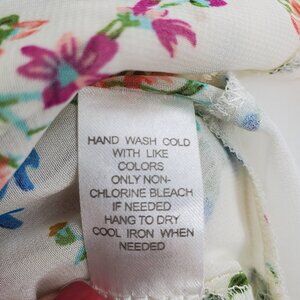 HAND WASH COLD
WITH LIKE
COLORS
ONLY NON-
CHLORINE BLEACH
IF NEEDED
HANG TO DRY
COOL IRON WHEN
NEEDED